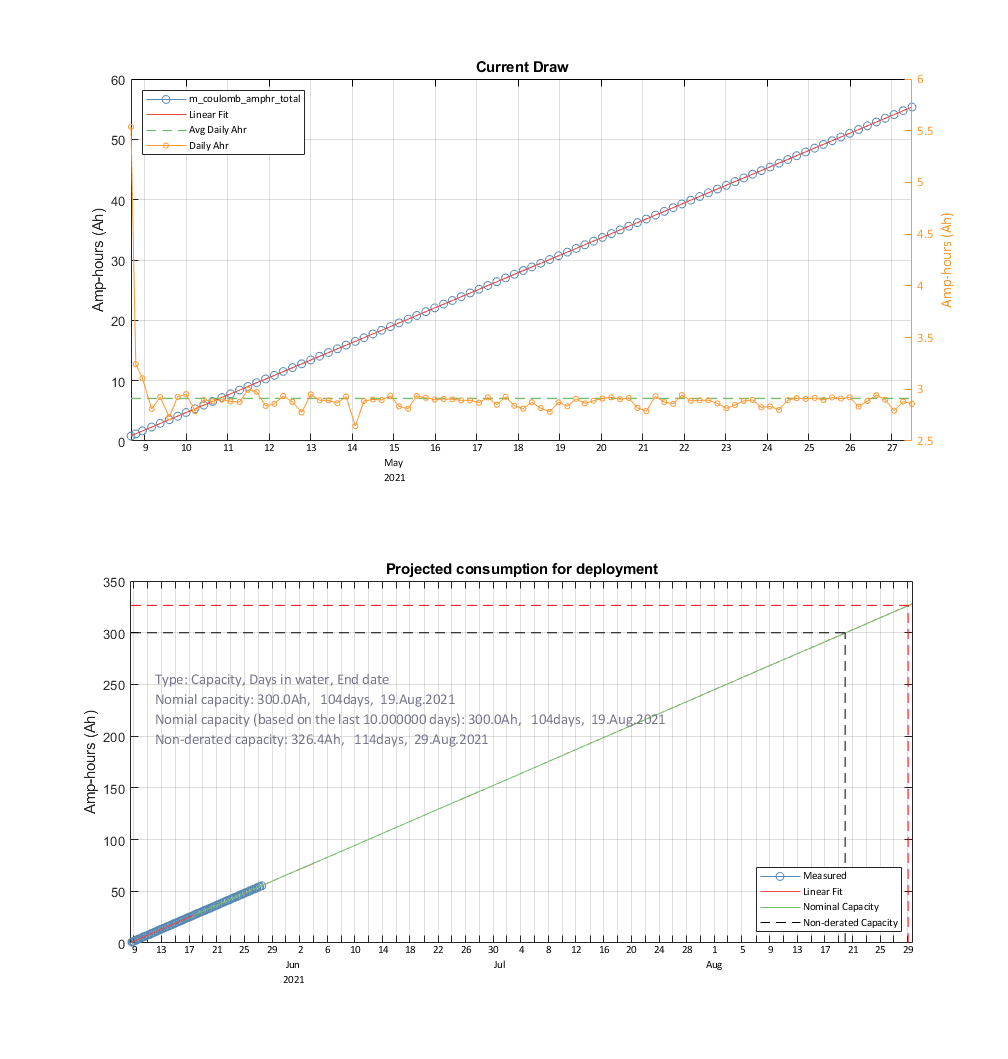 Current Draw
60
50
40
30
20
10
0
Amp-hours (Ah)
m_coulomb_amphr_total
Linear Fit
Avg Daily Ahr
Daily Ahr
6
5.5
5
4.5
4
3.5
3
2.5
Amp-hours (Ah)
9 10 11 12 13 14 15 16 17 18 19 20 21 22 23 24 25 26 27
May
2021
Projected consumption for deployment
350
300
250
200
150
100
50
0
Amp-hours (Ah)
Type: Capacity, Days in water, End date
Nomial capacity: 300.0Ah, 104days, 19.Aug.2021
Nomial capacity (based on the last 10.000000 days): 300.0Ah, 104days, 19.Aug.2021
Non-derated capacity: 326.4Ah, 114days, 29.Aug.2021
Measured
Linear Fit
Nominal Capacity
Non-derated Capacity
9 13 17 21 25 29 2 6 10 14 18 22 26 30 4 8 12 16 20 24 28 1 5 9 13 17 21 25 29
Jun Jul Aug
2021